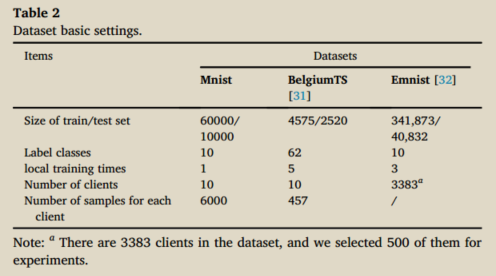 Table 2
Dataset basic settings.
Items Datasets
Mnist BelgiumTS Emnist [32]
[31]
Size of train/test set 60000/ 4575/2520 341,873/
10000 40,832
Label classes 10 62 10
local training times 1 5 3
Number of clients 10 10 3383a
Number of samples for each 6000 457 /
client
Note: a There are 3383 clients in the dataset, and we selected 500 of them for
experiments.